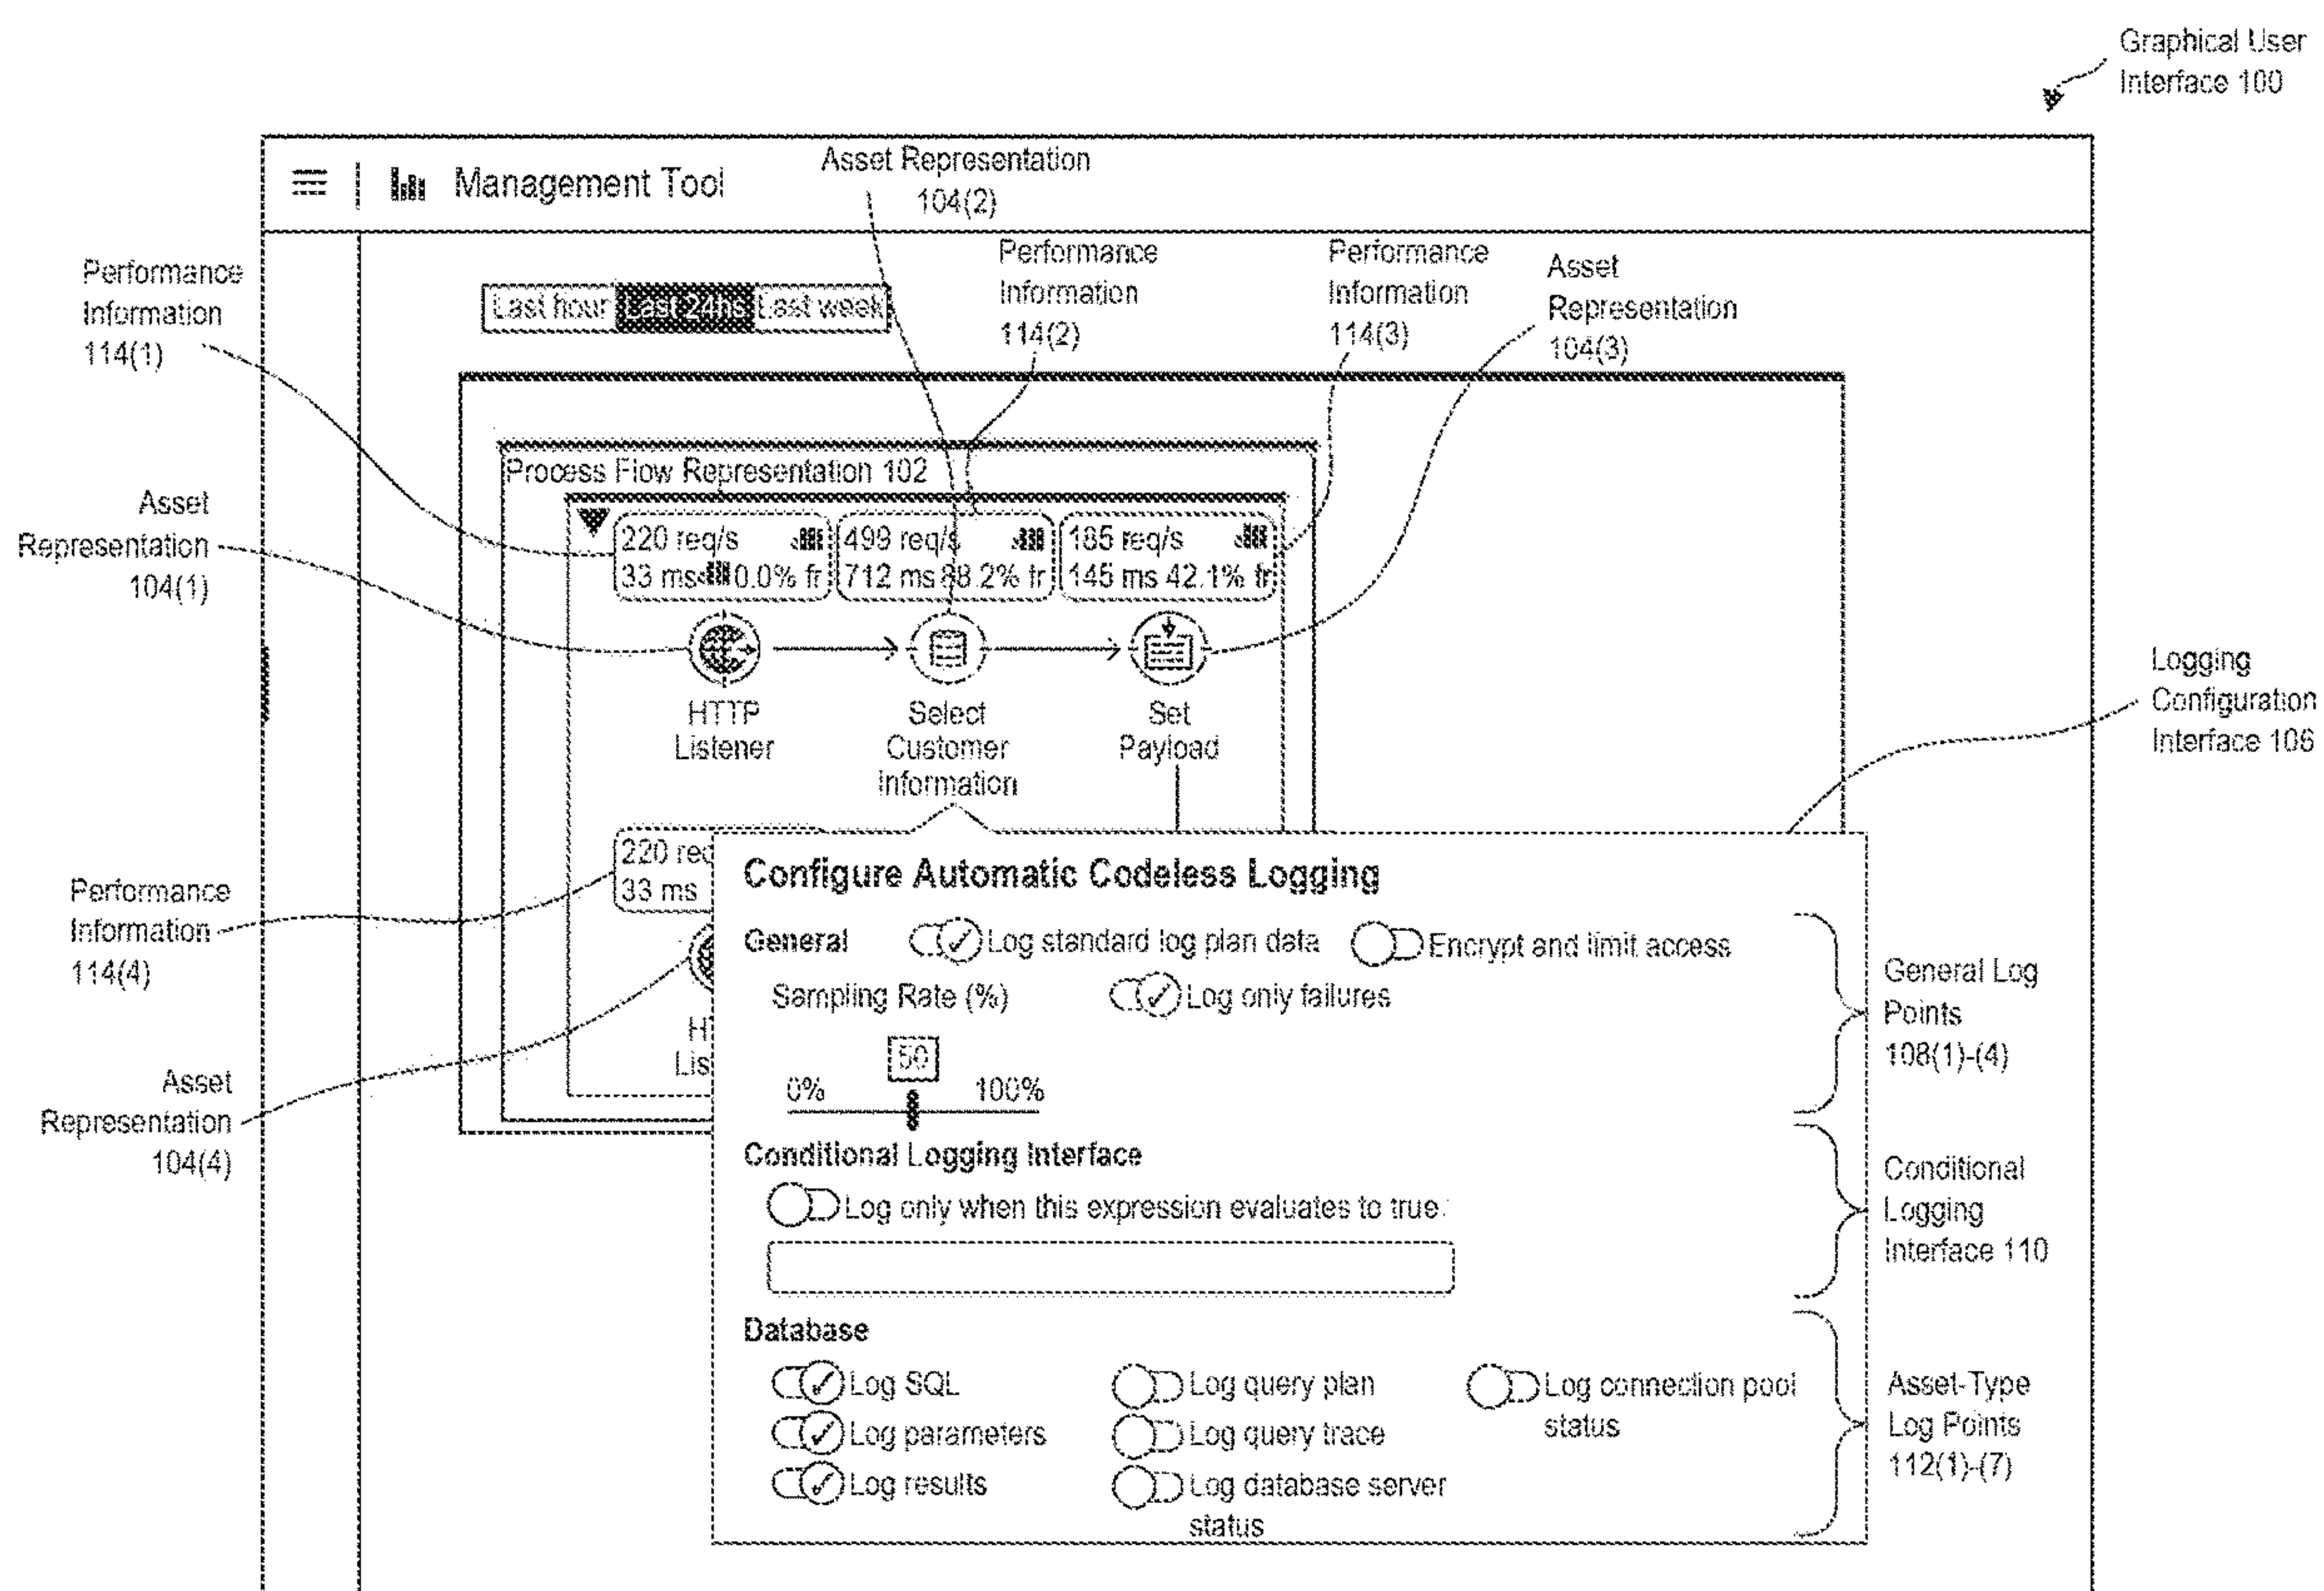 Graphical User
Interface 100
Management Tool
Asset Representation
104(2)
Performance
Information
114(1)
Last hour
Last 24hs
Last week
Performance
Information
114(2)
Performance
Information
114(3)
Asset
Representation
104(3)
Process Flow Representation 102
Asset
Representation
104(1)
220 req/s
33 ms 0.0% fr
499 req/s
712 ms 88.2% fr
185 req/s
145 ms 42.1% fr
HTTP
Listener
Select
Customer
Information
Set
Payload
Logging
Configuration
Interface 106
220 req
33 ms
Performance
Information
114(4)
H
Lis
Asset
Representation
104(4)
Configure Automatic Codeless Logging
General
Log standard log plan data
Encrypt and limit access
Sampling Rate (%)
Log only failures
50
0%
100%
General Log
Points
108(1)-(4)
Conditional Logging Interface
Log only when this expression evaluates to true:
Conditional
Logging
Interface 110
Database
Log SQL
Log query plan
Log connection pool
status
Log parameters
Log query trace
Log results
Log database server
status
Asset-Type
Log Points
112(1)-(7)